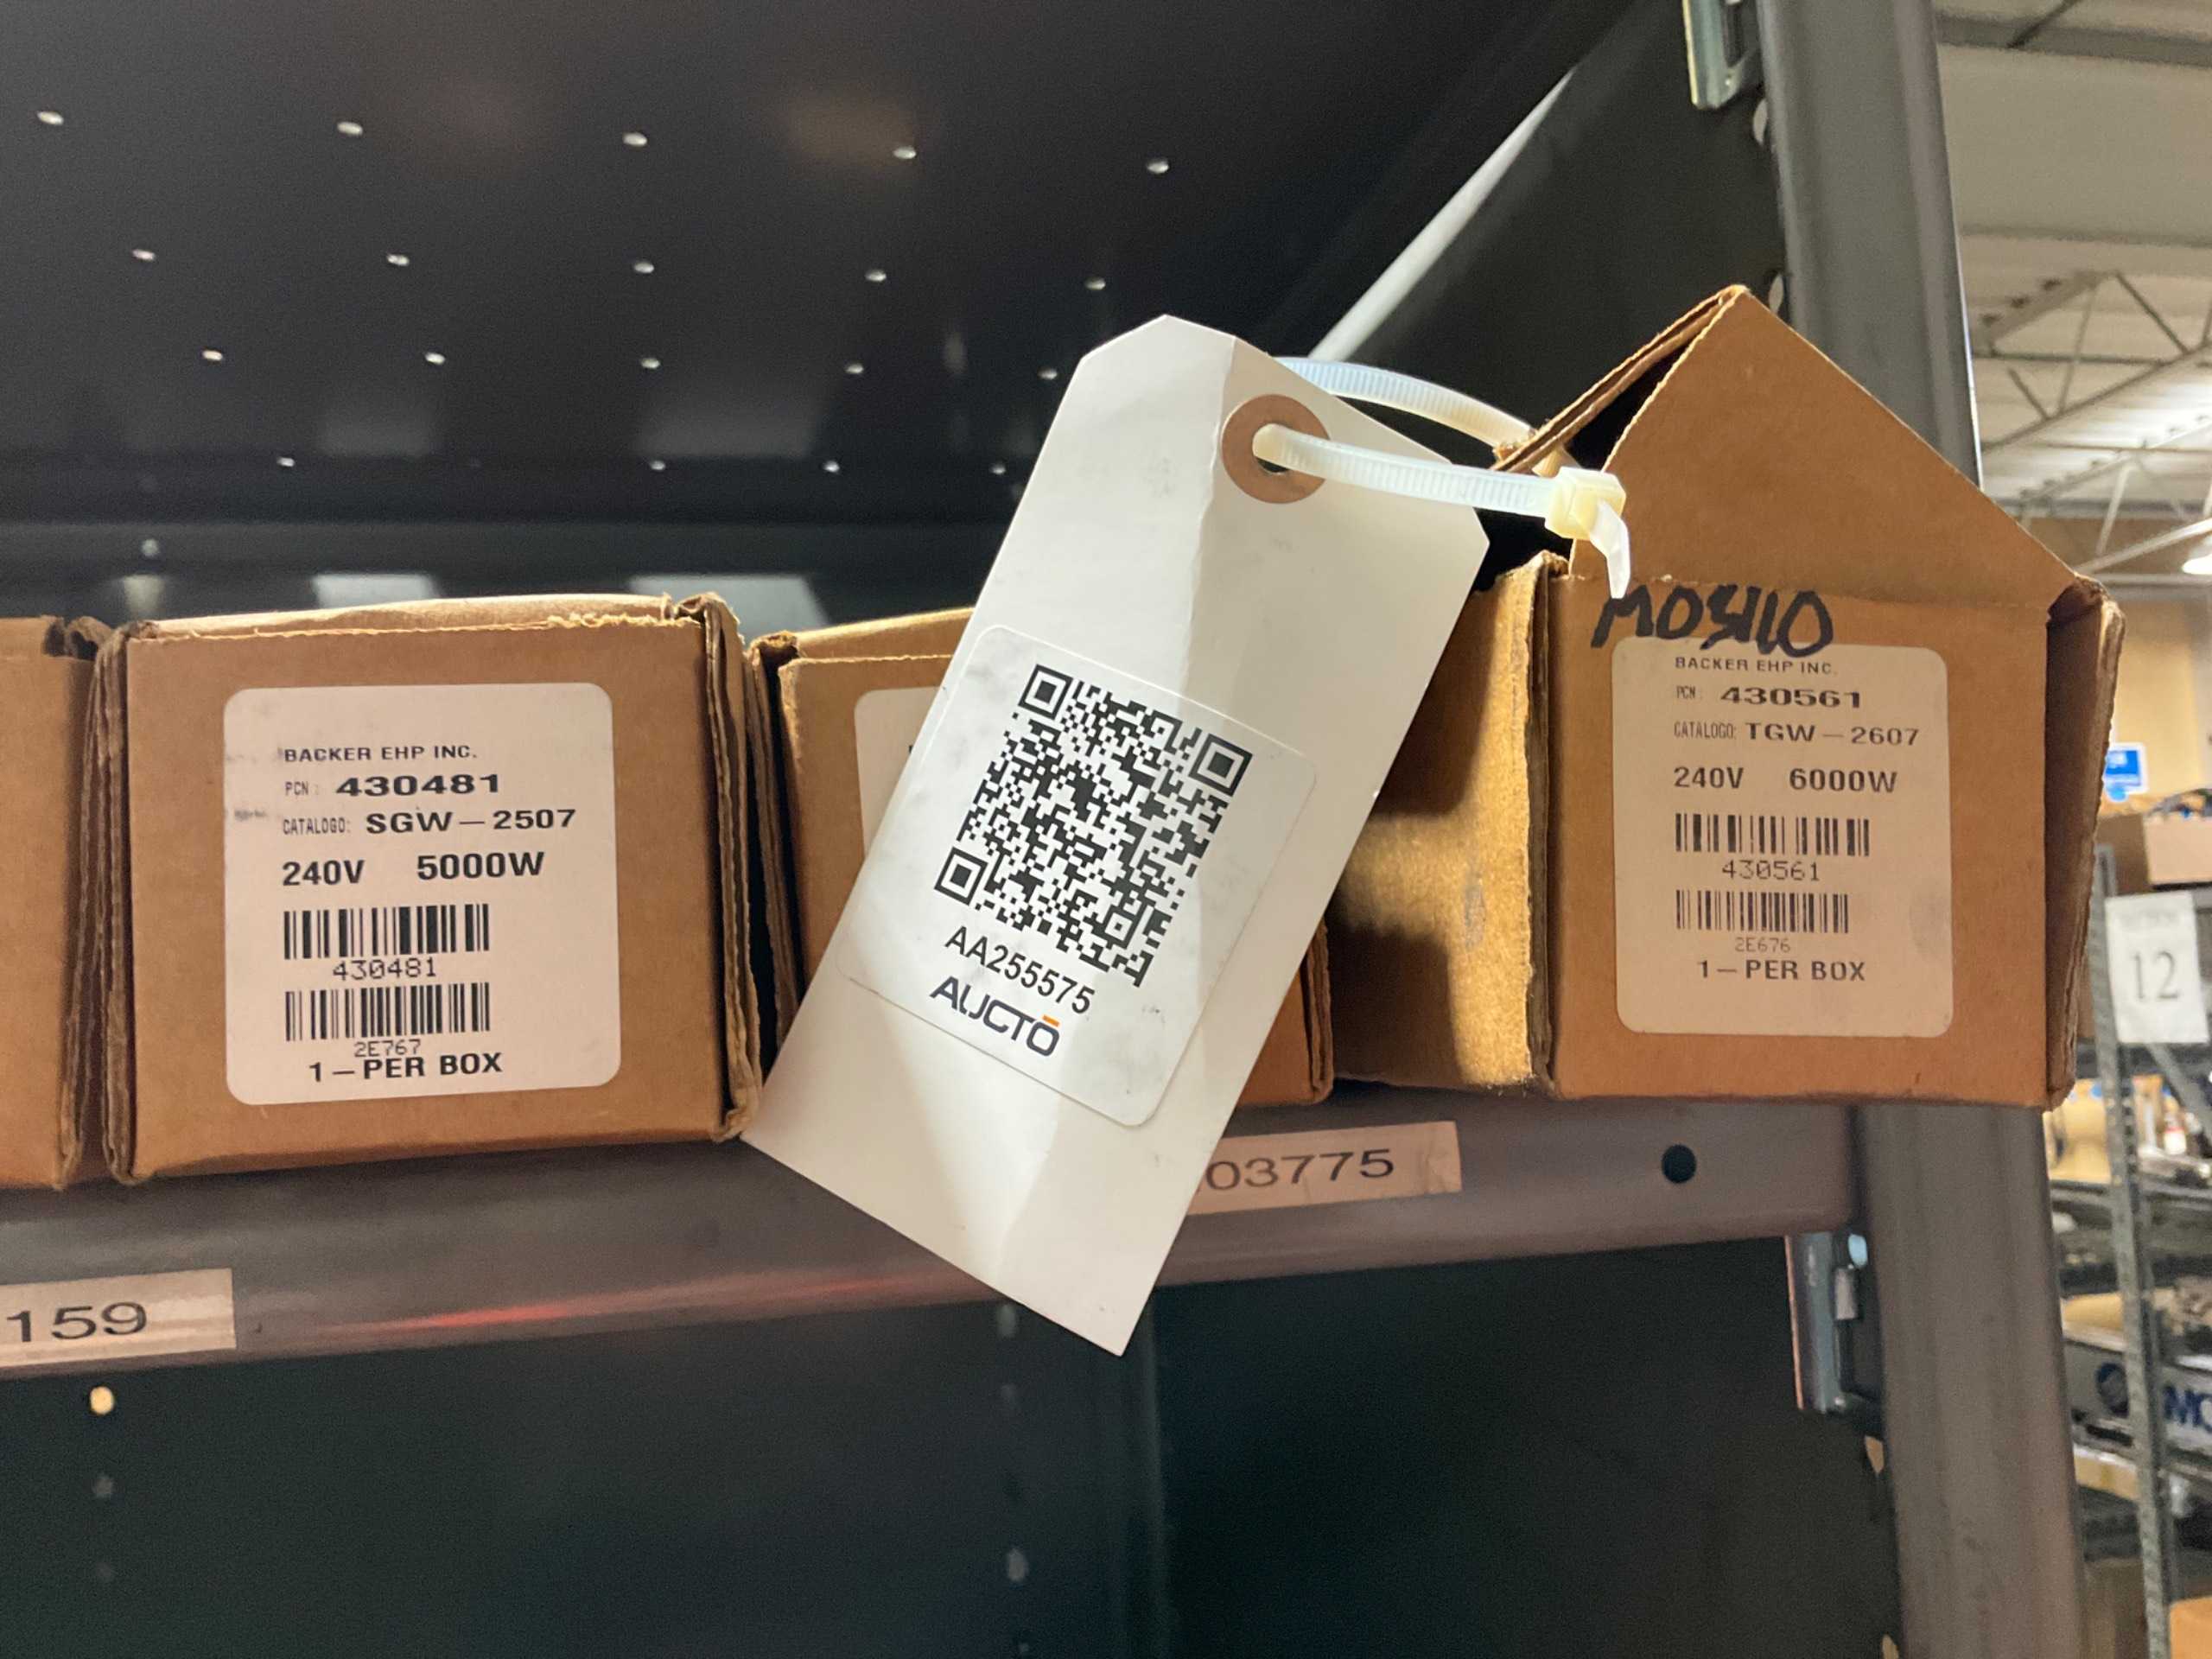 BACKER EHP INC.
PCN: 430481
CATALOGO: SGW-2507
240V 5000W
430481
2E767
1-PER BOX
AA255575
AUCTO
BACKER EHP INC.
PCN: 430561
CATALOGO: TGW-2607
240V 6000W
430561
2E676
1-PER BOX
03775
159
12